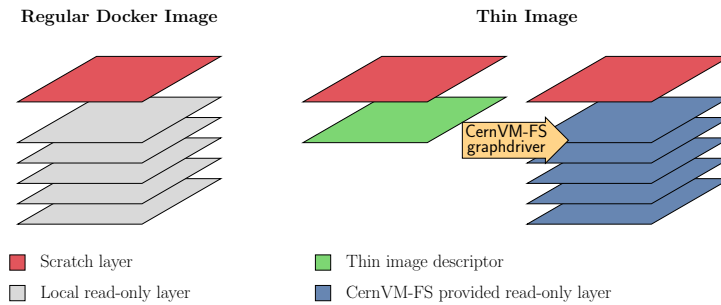 Regular Docker Image
Thin Image
CernVM-FS
graphdriver
Scratch layer
Local read-only layer
Thin image descriptor
CernVM-FS provided read-only layer